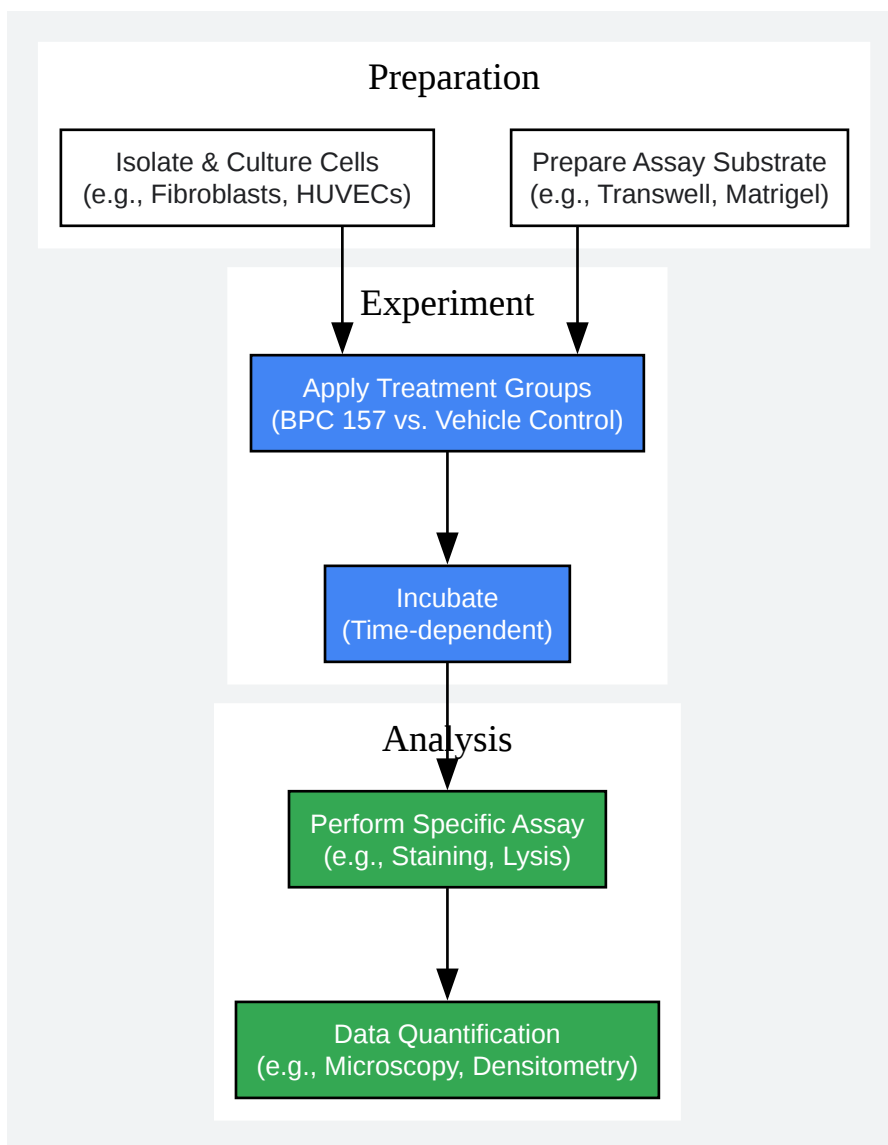 Preparation
Isolate & Culture Cells
(e.g., Fibroblasts, HUVECs)
Prepare Assay Substrate
(e.g., Transwell, Matrigel)
Experiment
Apply Treatment Groups
(BPC 157 vs. Vehicle Control)
Incubate
(Time-dependent)
Analysis
Perform Specific Assay
(e.g., Staining, Lysis)
Data Quantification
(e.g., Microscopy, Densitometry)